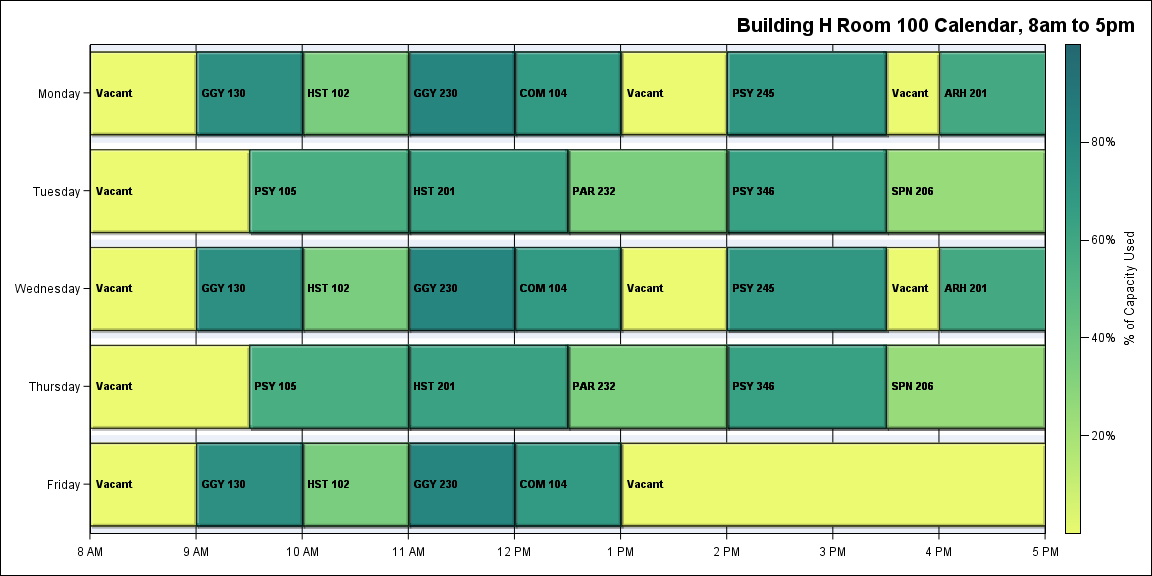 Building H Room 100 Calendar, 8am to 5pm
Monday
Vacant
GGY 130
HST 102
GGY 230
COM 104
Vacant
PSY 245
Vacant
ARH 201
Tuesday
Vacant
PSY 105
HST 201
PAR 232
PSY 346
SPN 206
Wednesday
Vacant
GGY 130
HST 102
GGY 230
COM 104
Vacant
PSY 245
Vacant
ARH 201
Thursday
Vacant
PSY 105
HST 201
PAR 232
PSY 346
SPN 206
Friday
Vacant
GGY 130
HST 102
GGY 230
COM 104
Vacant
8 AM
9 AM
10 AM
11 AM
12 PM
1 PM
2 PM
3 PM
4 PM
5 PM
80%
60%
40%
20%
% of Capacity Used